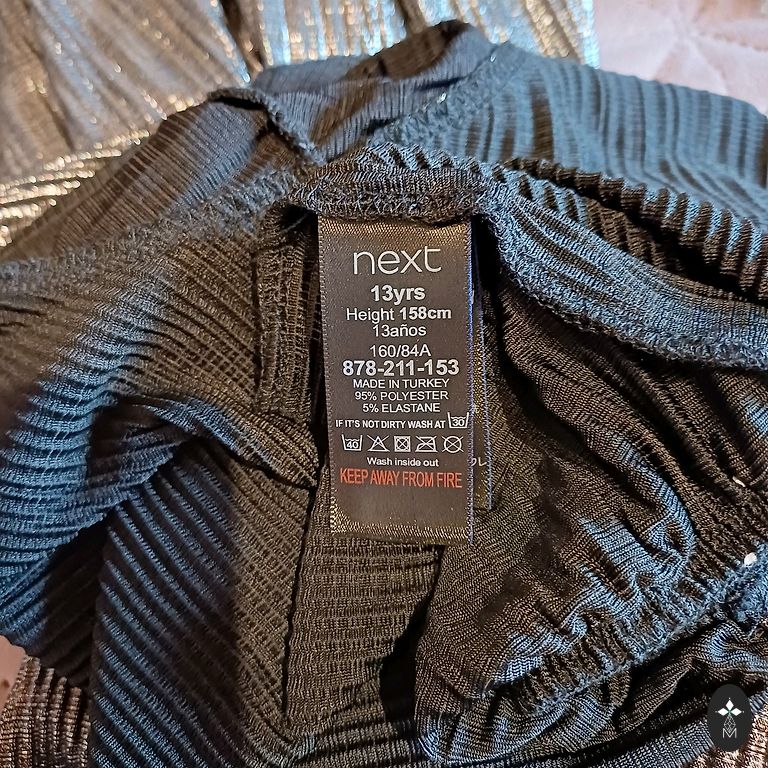 next
13yrs
Height 158cm
13años
160/84A
878-211-153
MADE IN TURKEY
95% POLYESTER
5% ELASTANE
IF IT'S NOT DIRTY WASH AT 30
40
Wash inside out
KEEP AWAY FROM FIRE